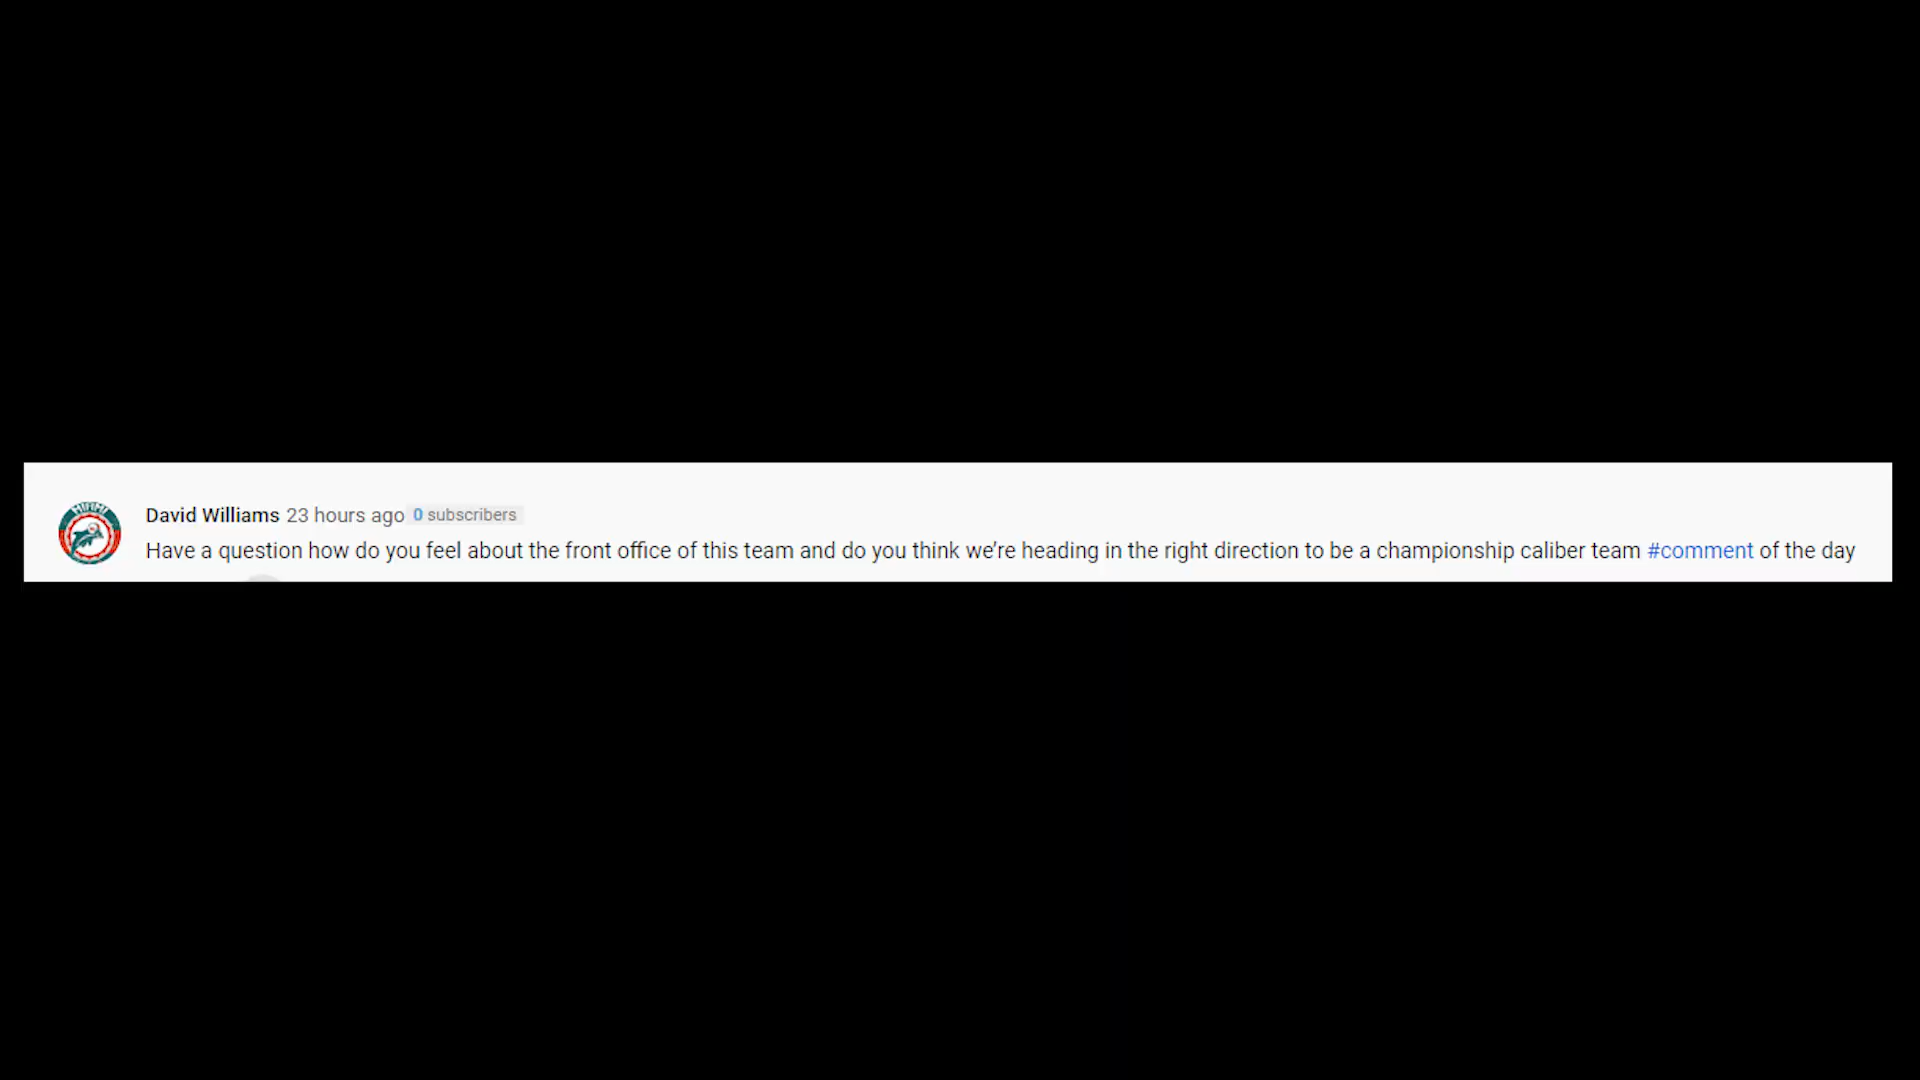 MIAMI
David Williams 23 hours ago 0 subscribers
Have a question how do you feel about the front office of this team and do you think we’re heading in the right direction to be a championship caliber team #comment of the day